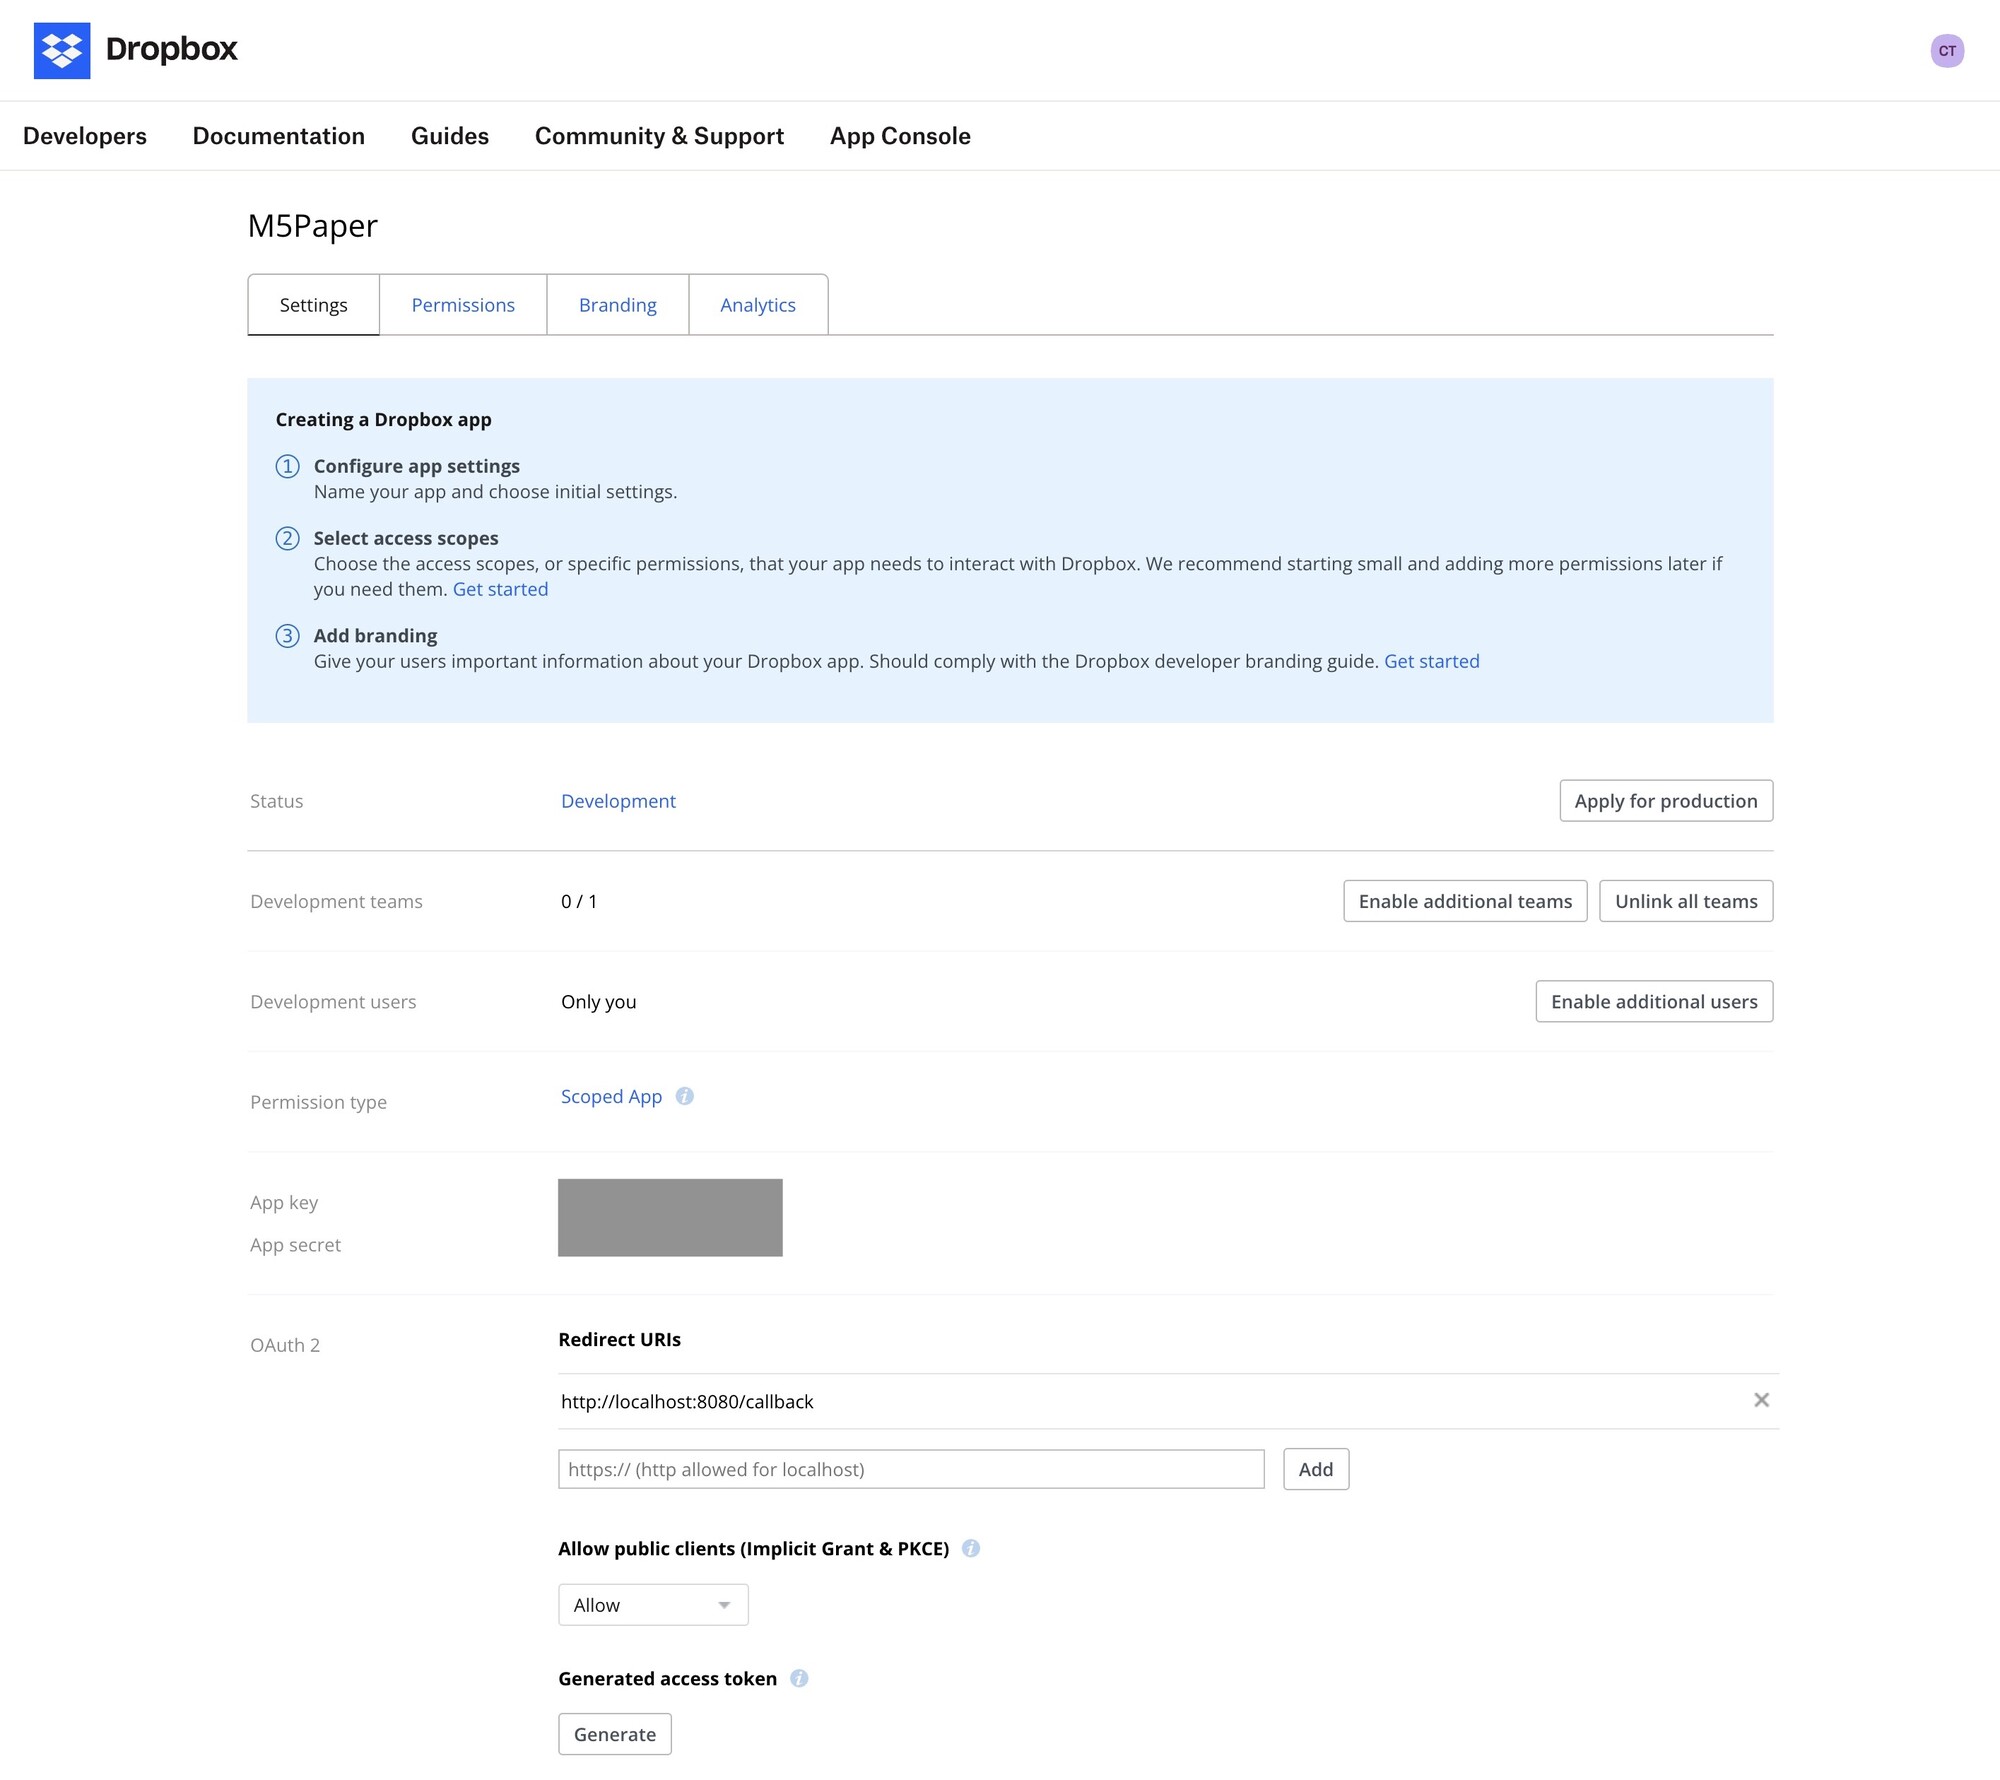 Dropbox
CT
Developers
Documentation
Guides
Community & Support
App Console
M5Paper
Settings
Permissions
Branding
Analytics
Creating a Dropbox app
1 Configure app settings
Name your app and choose initial settings.
2 Select access scopes
Choose the access scopes, or specific permissions, that your app needs to interact with Dropbox. We recommend starting small and adding more permissions later if
you need them. Get started
3 Add branding
Give your users important information about your Dropbox app. Should comply with the Dropbox developer branding guide. Get started
Status
Development
Apply for production
Development teams
0 / 1
Enable additional teams
Unlink all teams
Development users
Only you
Enable additional users
Permission type
Scoped App i
App key
App secret
OAuth 2
Redirect URIs
http://localhost:8080/callback
https:// (http allowed for localhost)
Add
Allow public clients (Implicit Grant & PKCE) i
Allow
Generated access token i
Generate